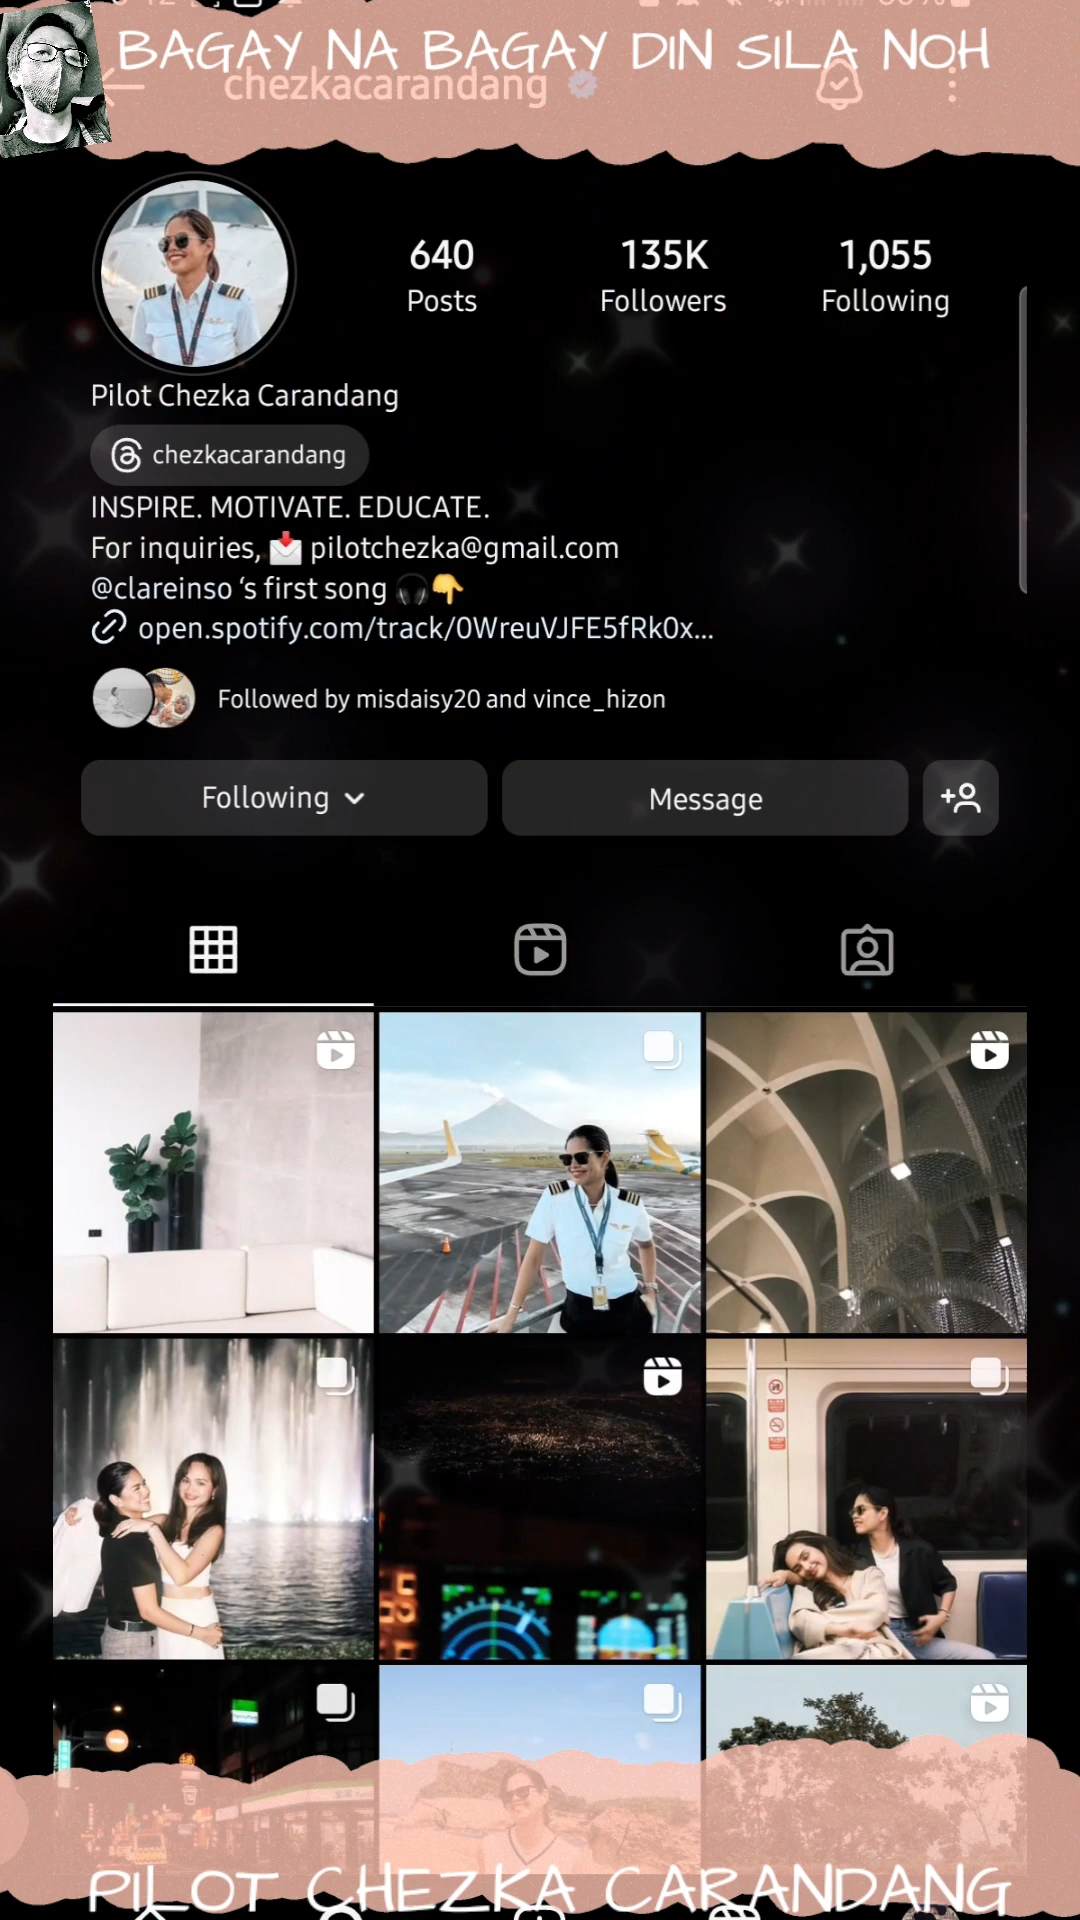 BAGAY NA BAGAY DIN SILA NOH
chezkacarandang
640
Posts
135K
Followers
1,055
Following
Pilot Chezka Carandang
chezkacarandang
INSPIRE. MOTIVATE. EDUCATE.
For inquiries, 📩 pilotchezka@gmail.com
@clareinso ‘s first song 🎧👇
open.spotify.com/track/0WreuVJFE5fRk0x...
Followed by misdaisy20 and vince_hizon
Following
Message
PILOT CHEZKA CARANDANG